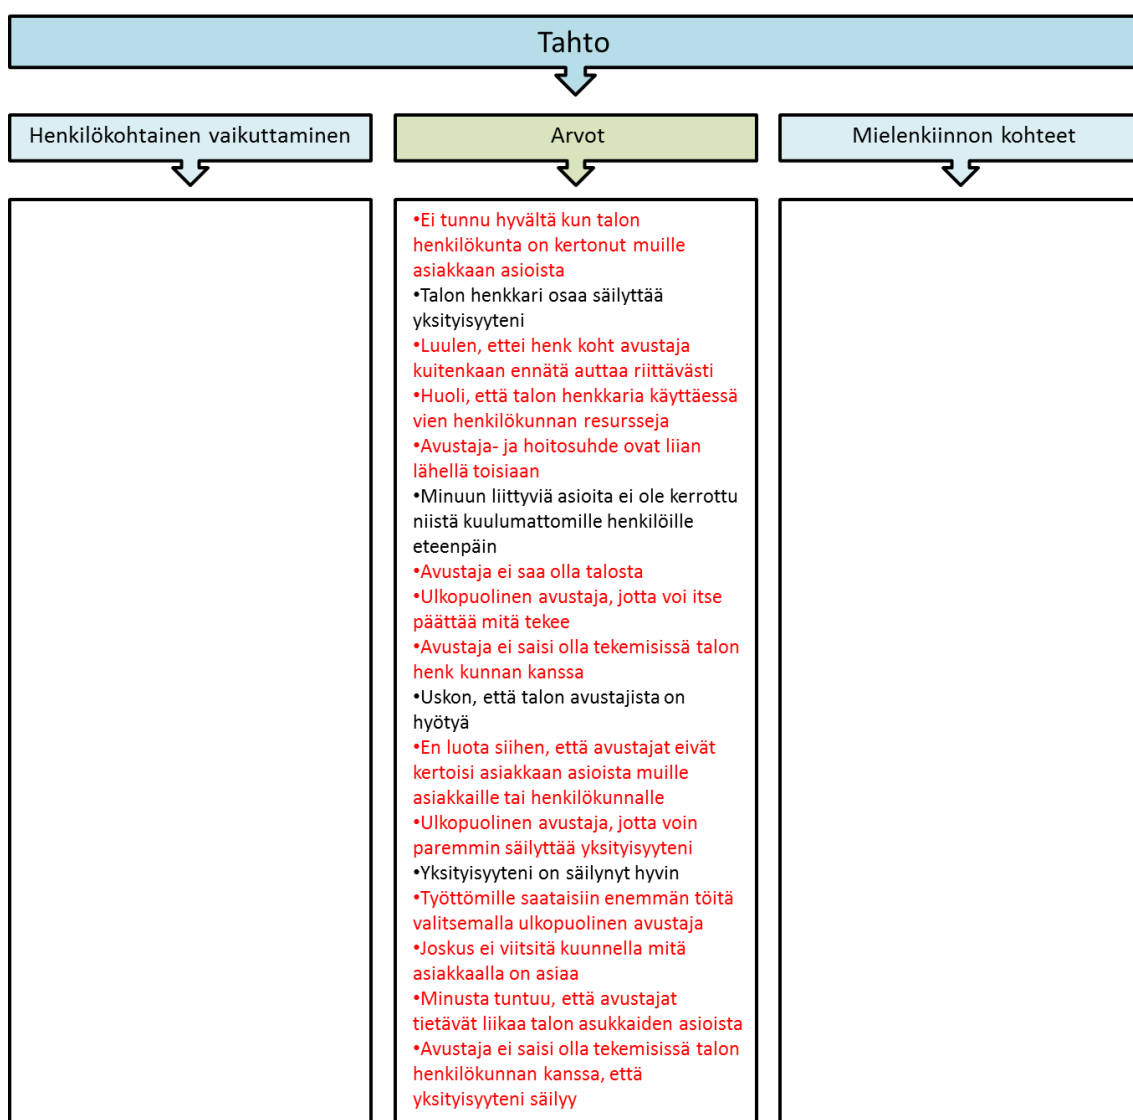 Tahto
Henkilökohtainen vaikuttaminen
Arvot
Mielenkiinnon kohteet
•Ei tunnu hyvältä kun talon
henkilökunta on kertonut muille
asiakkaan asioista
•Talon henkkari osaa säilyttää
yksityisyyteni
•Luulen, ettei henk koht avustaja
kuitenkaan ennätä auttaa riittävästi
•Huoli, että talon henkkaria käyttäessä
vien henkilökunnan resursseja
•Avustaja- ja hoitosuhde ovat liian
lähellä toisiaan
•Minuun liittyviä asioita ei ole kerrottu
niistä kuulumattomille henkilöille
eteenpäin
•Avustaja ei saa olla talosta
•Ulkopuolinen avustaja, jotta voi itse
päättää mitä tekee
•Avustaja ei saisi olla tekemisissä talon
henk kunnan kanssa
•Uskon, että talon avustajista on
hyötyä
•En luota siihen, että avustajat eivät
kertoisi asiakkaan asioista muille
asiakkaille tai henkilökunnalle
•Ulkopuolinen avustaja, jotta voin
paremmin säilyttää yksityisyyteni
•Yksityisyyteni on säilynyt hyvin
•Työttömille saataisiin enemmän töitä
valitsemalla ulkopuolinen avustaja
•Joskus ei viitsitä kuunnella mitä
asiakkaalla on asiaa
•Minusta tuntuu, että avustajat
tietävät liikaa talon asukkaiden asioista
•Avustaja ei saisi olla tekemisissä talon
henkilökunnan kanssa, että
yksityisyyteni säilyy